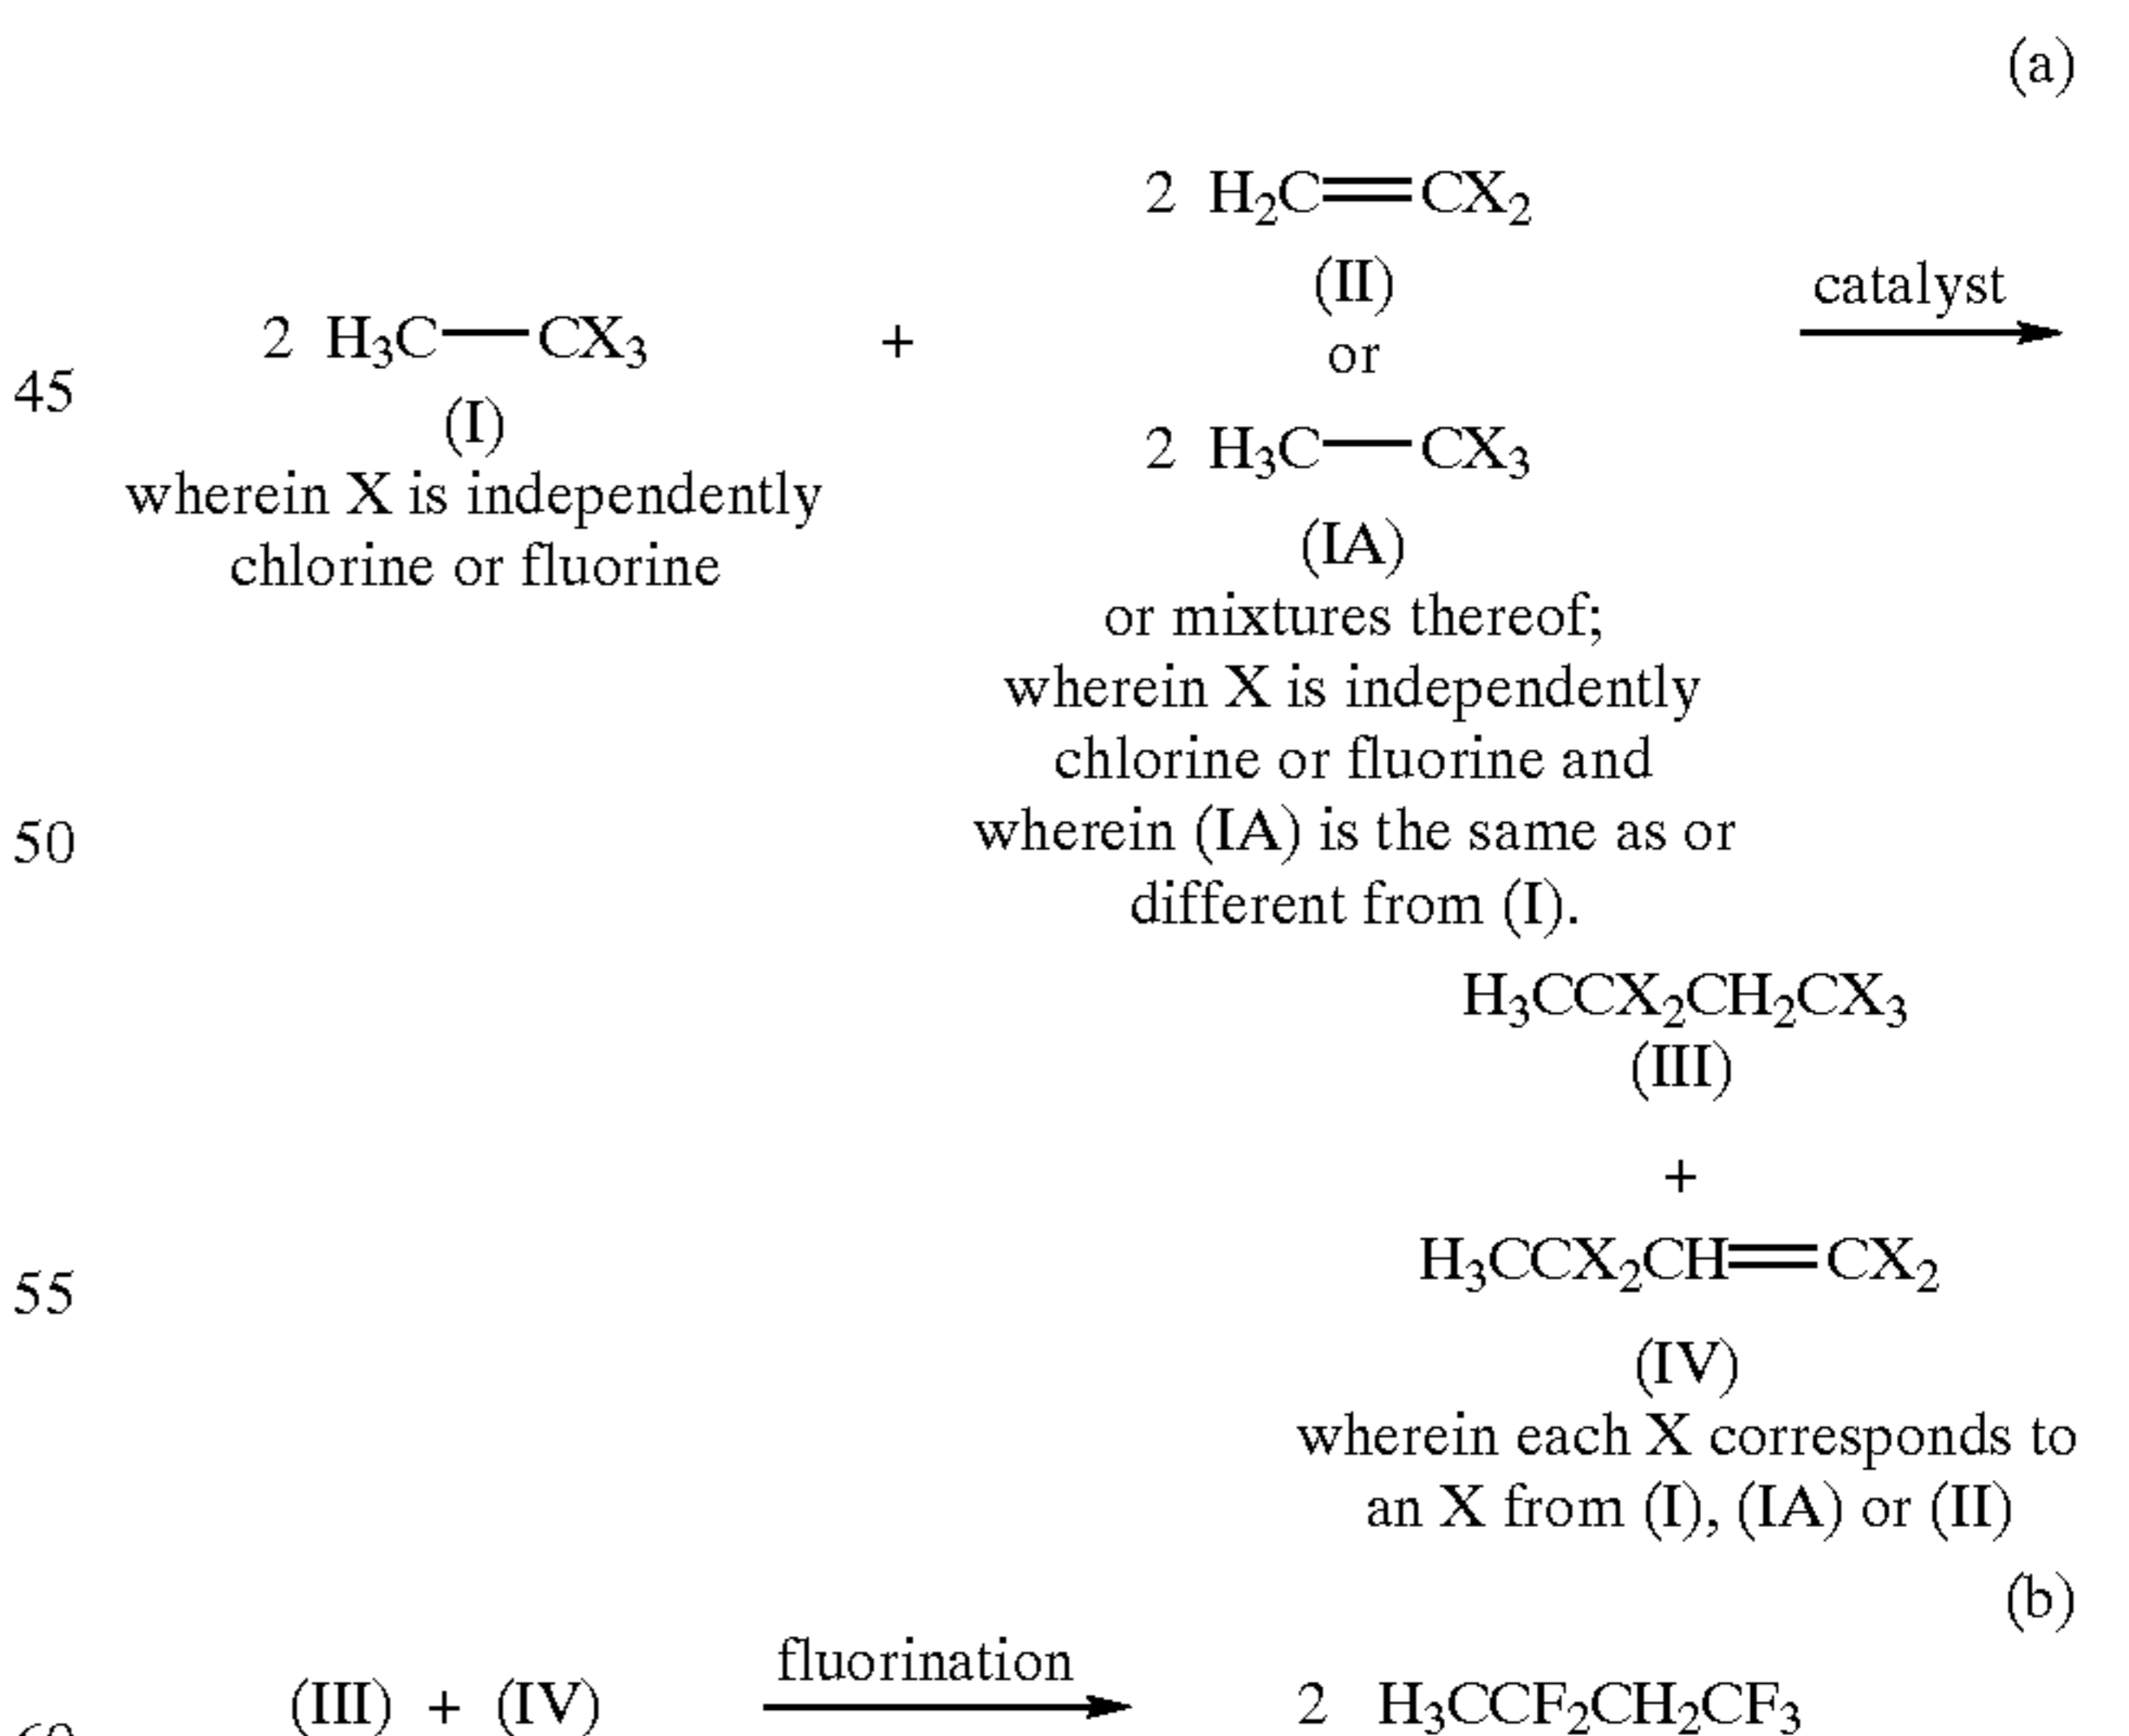 (a)
2 H₂C=CX₂
(II)
or
2 H₃C—CX₃ + catalyst
45
(I)
2 H₃C—CX₃
(IA)
wherein X is independently
chlorine or fluorine
or mixtures thereof;
wherein X is independently
chlorine or fluorine and
50
wherein (IA) is the same as or
different from (I).
H₃CCX₂CH₂CX₃
(III)
+
55
H₃CCX₂CH=CX₂
(IV)
wherein each X corresponds to
an X from (I), (IA) or (II)
(b)
fluorination
(III) + (IV) 2 H₃CCF₂CH₂CF₃